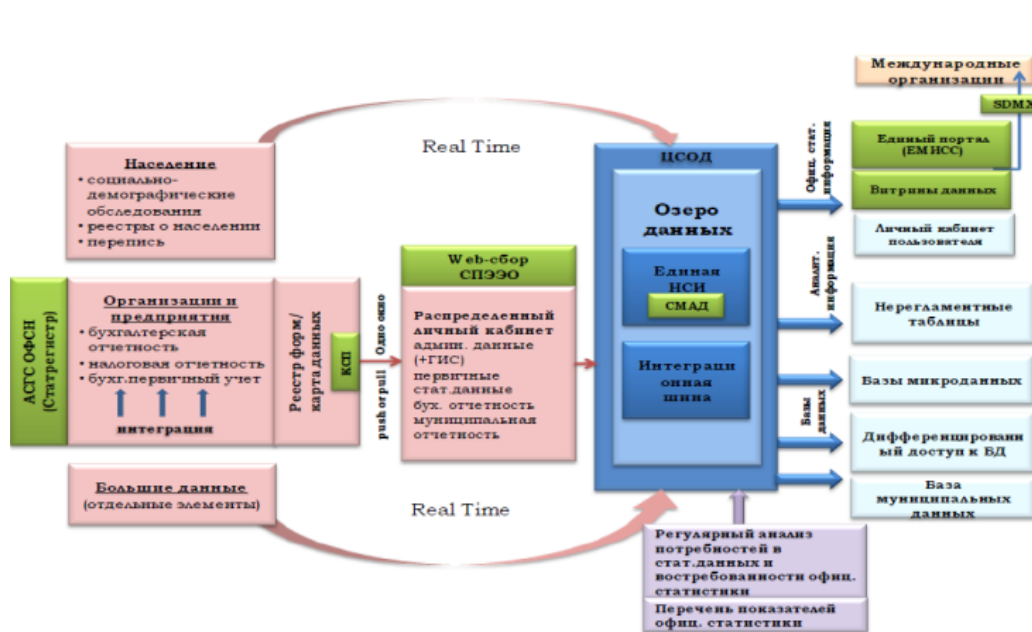 Международные
организации
SDMX
Real Time
Офиц. стат.
информация
Единый портал
(ЕМИСС)
Витрины данных
Личный кабинет
пользователя
Население
• социально-
демографические
обследования
• реестры о населении
• перепись
ЦСОД
Озеро
данных
Единая
НСИ
СМАД
Интеграци
онная
шина
Web-сбор
СПЭЭО
Распределенный
личный кабинет
админ. данные
(+ГИС)
первичные
стат.данные
бух. отчетность
муниципальная
отчетность
АСГС ОФСН
(Статрегистр)
Организации и
предприятия
• бухгалтерская
отчетность
• налоговая отчетность
• бухг.первичный учет
интеграция
Реестр форм/
карта данных
КСП
push or pull Одно окно
Аналит.
информация
Нерегламентные
таблицы
Базы микроданных
Базы
данных
Дифференцирован
ый доступ к БД
База
муниципальных
данных
Большие данные
(отдельные элементы)
Real Time
Регулярный анализ
потребностей в
стат.данных и
востребованности офиц.
статистики
Перечень показателей
офиц. статистики